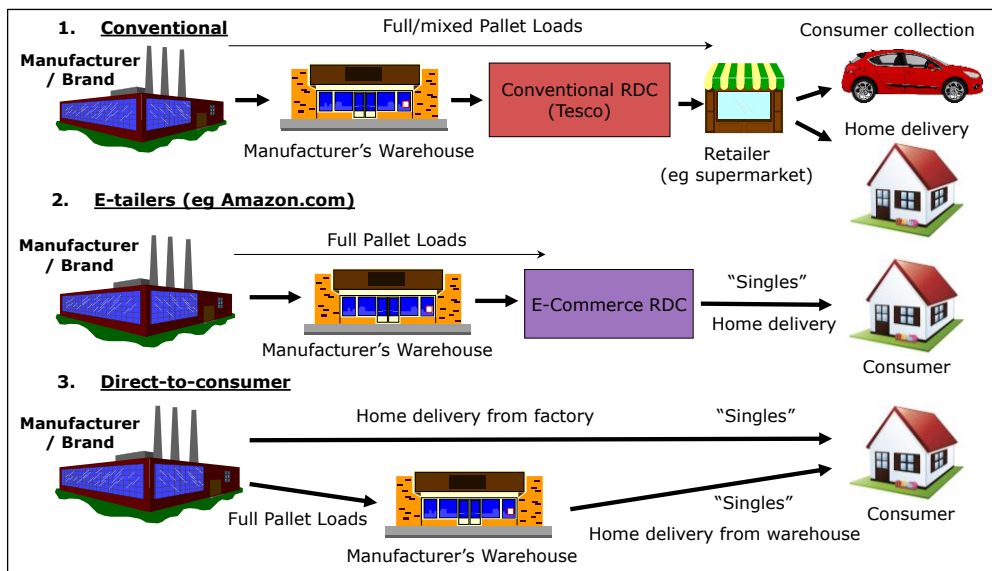 1. Conventional
Full/mixed Pallet Loads
Consumer collection
Manufacturer
/ Brand
Conventional RDC
(Tesco)
Manufacturer's Warehouse
Retailer
(eg supermarket)
Home delivery
2. E-tailers (eg Amazon.com)
Manufacturer
/ Brand
Full Pallet Loads
E-Commerce RDC
"Singles"
Home delivery
Manufacturer's Warehouse
Consumer
3. Direct-to-consumer
Manufacturer
/ Brand
Home delivery from factory
"Singles"
Full Pallet Loads
"Singles"
Home delivery from warehouse
Manufacturer's Warehouse
Consumer